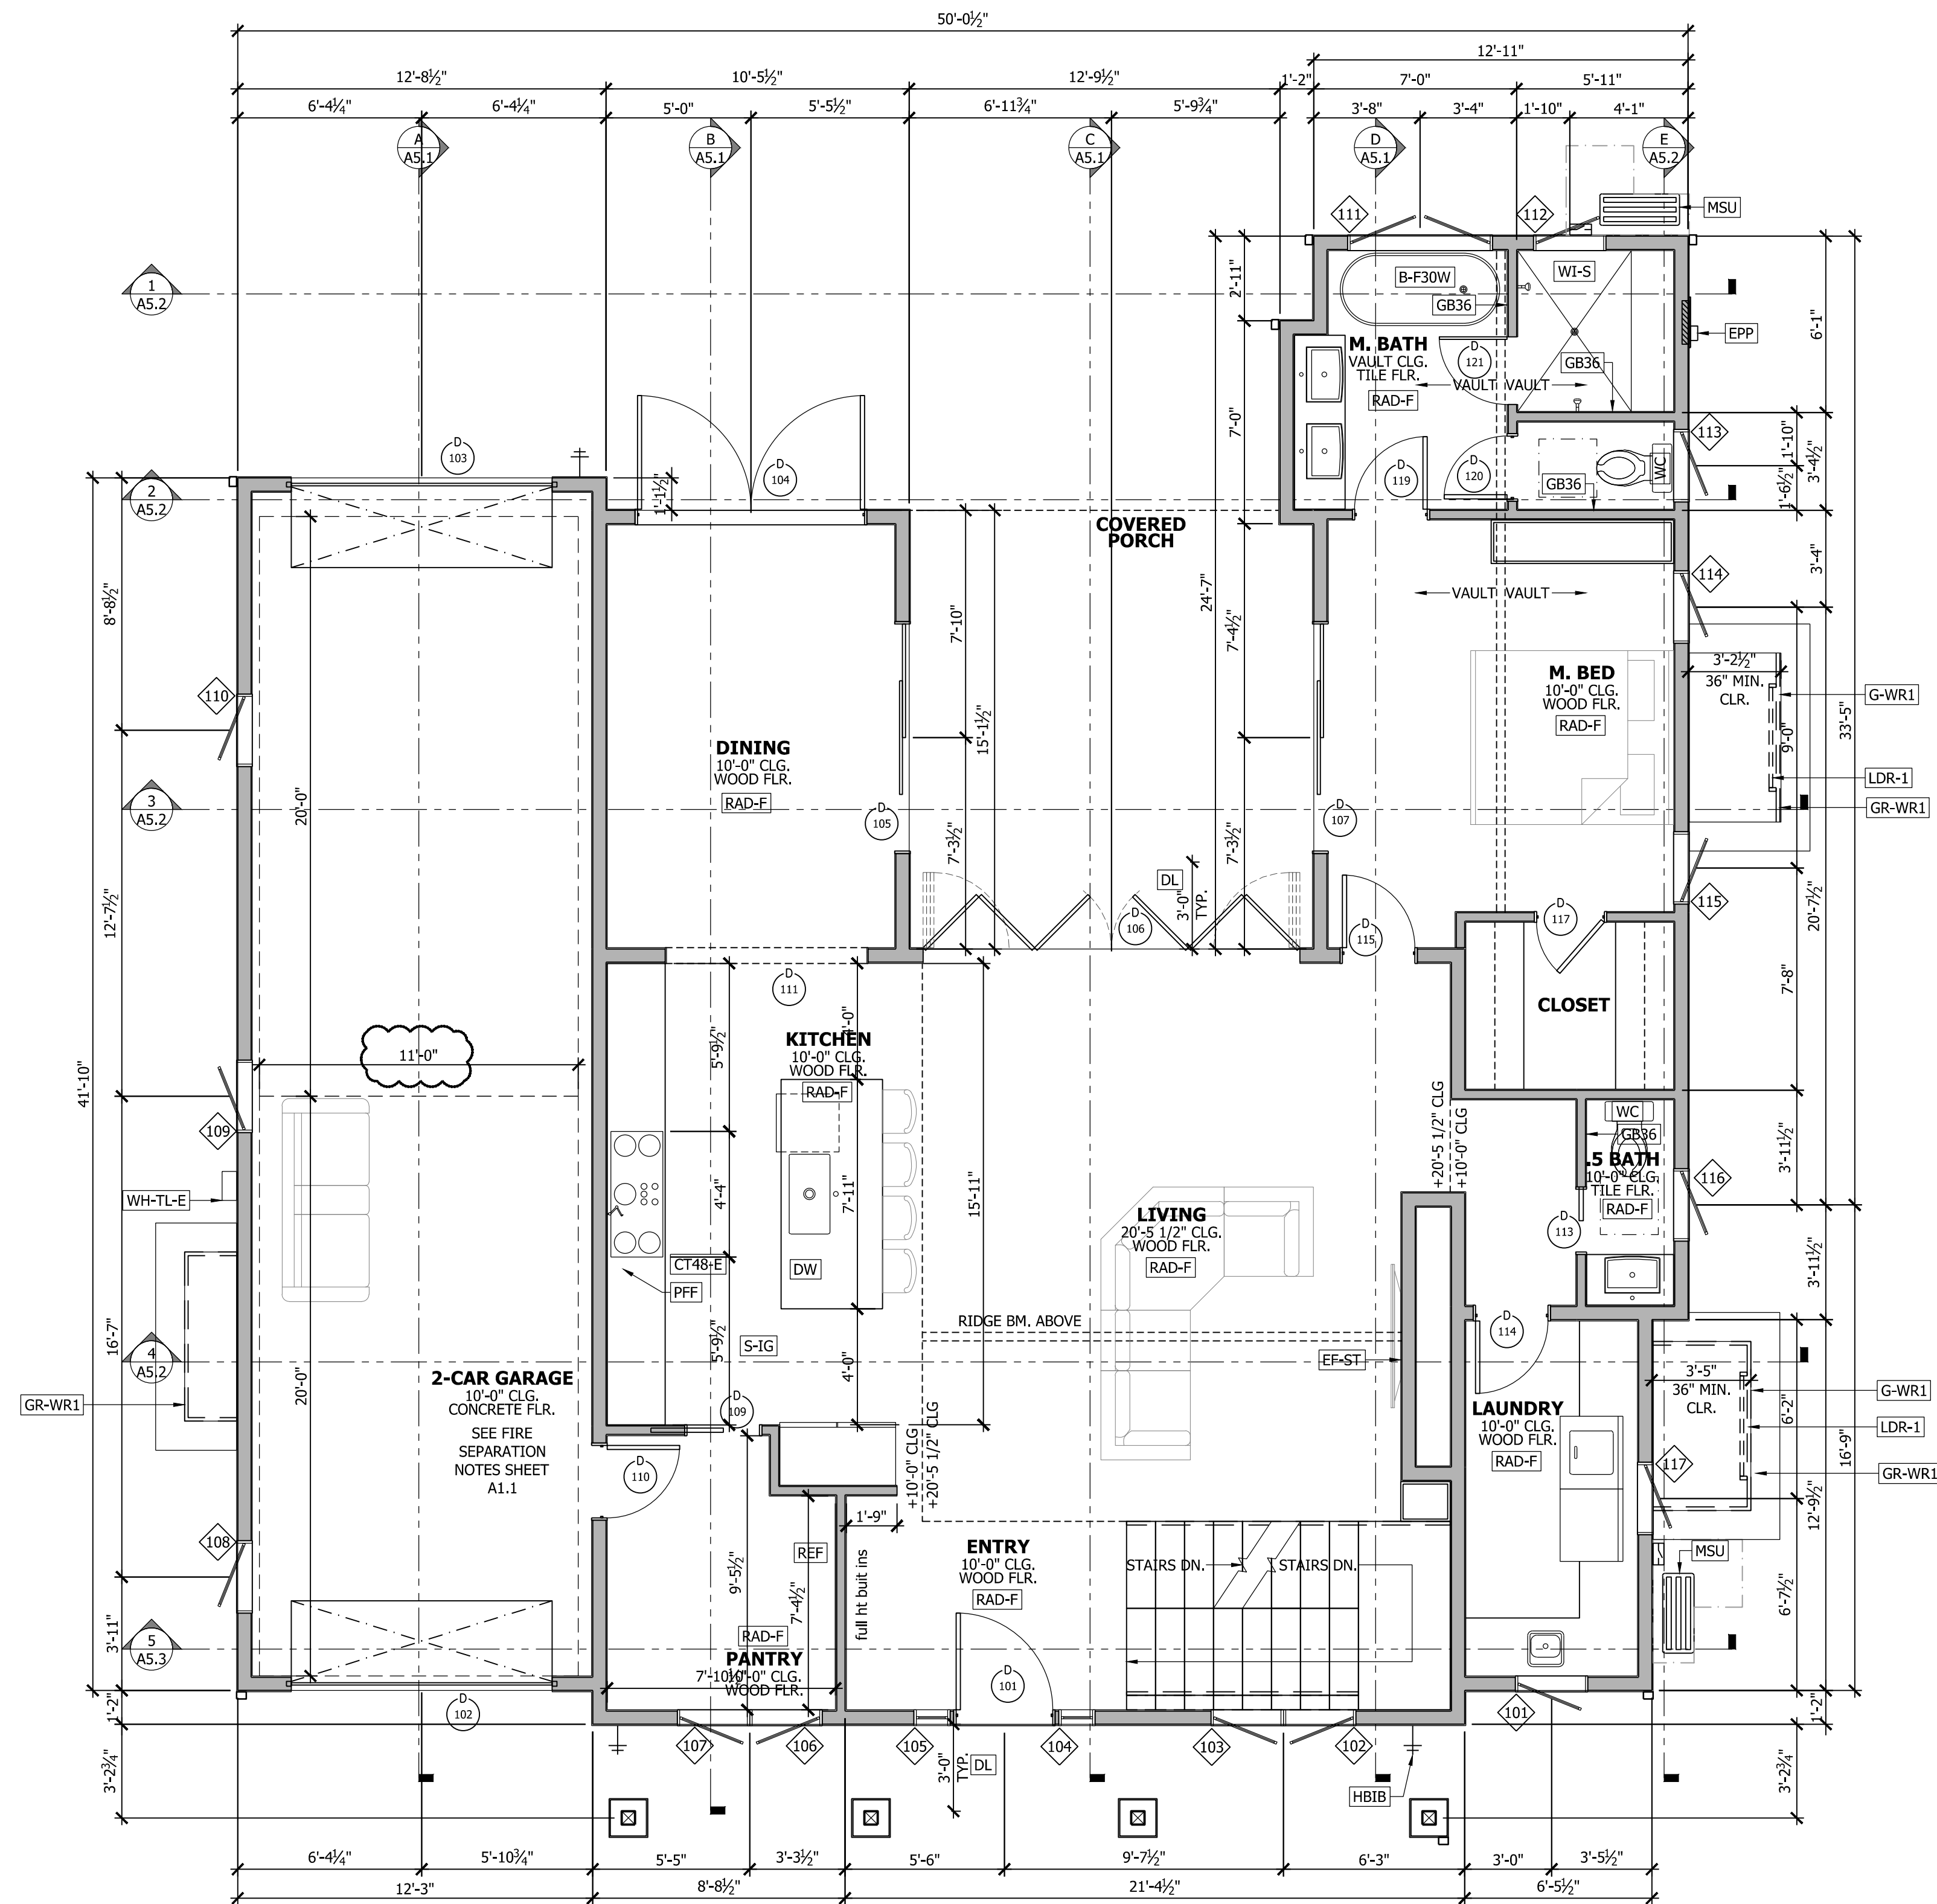 50'-0½"
12'-11"
12'-8½"
10'-5½"
12'-9½"
1'-2"
7'-0"
5'-11"
6'-4¼"
6'-4¼"
5'-0"
5'-5½"
6'-11¾"
5'-9¾"
3'-8"
3'-4"
1'-10"
4'-1"
A
A5.1
B
A5.1
C
A5.1
D
A5.1
E
A5.2
111
112
MSU
1
A5.2
2'-11"
B-F30W
WI-S
GB36
6'-1"
EPP
M. BATH
VAULT CLG.
TILE FLR.
RAD-F
D
121
GB36
VAULT
VAULT
7'-0"
113
1'-10"
3'-4½"
1'-6½"
D
103
D
104
D
119
D
120
WC
GB36
2
A5.2
1'-1½"
COVERED
PORCH
8'-8½"
24'-7"
3'-4"
114
VAULT
VAULT
7'-10"
7'-4½"
15'-1½"
110
M. BED
10'-0" CLG.
WOOD FLR.
RAD-F
3'-2½"
36" MIN.
CLR.
G-WR1
9'-0"
33'-5"
LDR-1
GR-WR1
DINING
10'-0" CLG.
WOOD FLR.
RAD-F
20'-0"
3
A5.2
D
105
D
107
7'-3½"
7'-3½"
DL
3'-0"
TYP.
D
106
D
115
D
117
115
20'-7½"
12'-7½"
D
111
4'-0"
5'-9½"
KITCHEN
10'-0" CLG.
WOOD FLR.
RAD-F
CLOSET
7'-8"
11'-0"
41'-10"
109
+20'-5 1/2" CLG
+10'-0" CLG
WC
GB36
.5 BATH
10'-0" CLG.
TILE FLR.
RAD-F
3'-11½"
116
WH-TL-E
4'-4"
7'-11"
15'-11"
LIVING
20'-5 1/2" CLG.
WOOD FLR.
RAD-F
D
113
3'-11½"
CT48-E
PFF
DW
RIDGE BM. ABOVE
D
114
16'-7"
4
A5.2
5'-9½"
S-IG
4'-0"
EF-ST
20'-0"
2-CAR GARAGE
10'-0" CLG.
CONCRETE FLR.
SEE FIRE
SEPARATION
NOTES SHEET
A1.1
GR-WR1
D
109
3'-5"
36" MIN.
CLR.
G-WR1
LDR-1
GR-WR1
6'-2"
16'-9"
LAUNDRY
10'-0" CLG.
WOOD FLR.
RAD-F
117
D
110
+10'-0" CLG
+20'-5 1/2" CLG
1'-9"
12'-9½"
108
REF
9'-5½"
7'-4½"
full ht buit ins
ENTRY
10'-0" CLG.
WOOD FLR.
RAD-F
STAIRS DN.
STAIRS DN.
MSU
6'-7½"
3'-11"
5
A5.3
RAD-F
PANTRY
7'-10½"
10'-0" CLG.
WOOD FLR.
D
101
D
102
101
1'-2"
1'-2"
107
106
105
104
103
102
3'-0"
TYP.
DL
3'-2¾"
3'-2¾"
HBIB
6'-4¼"
5'-10¾"
5'-5"
3'-3½"
5'-6"
9'-7½"
6'-3"
3'-0"
3'-5½"
12'-3"
8'-8½"
21'-4½"
6'-5½"